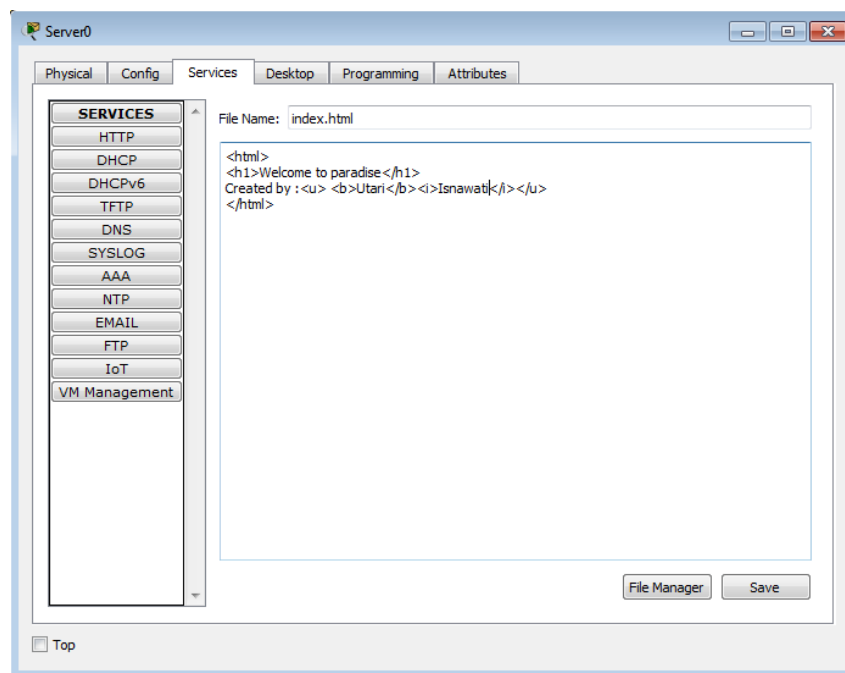 Server0
Physical Config Services Desktop Programming Attributes
SERVICES
HTTP
DHCP
DHCPv6
TFTP
DNS
SYSLOG
AAA
NTP
EMAIL
FTP
IoT
VM Management
File Name: index.html
<html>
<h1>Welcome to paradise</h1>
Created by :<u> <b>Utari</b><i>Isnawati</i></u>
</html>
File Manager Save
Top